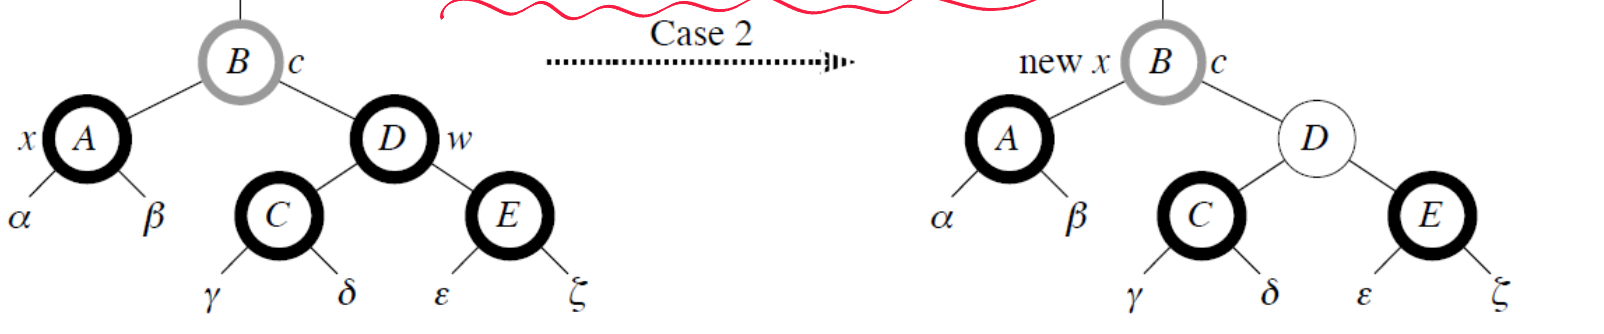 Case 2
B c new x B c
x A D w A D
α β C E α β C E
γ δ ε ζ γ δ ε ζ